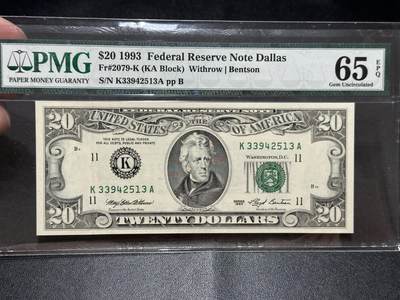 PMG
PAPER MONEY GUARANTY
$20 1993 Federal Reserve Note Dallas
Fr#2079-K (KA Block) Withrow | Bentson
S/N K33942513A pp B
65 EPQ
Gem Uncirculated
FEDERAL RESERVE NOTE
20 THE UNITED STATES OF AMERICA 20
THIS NOTE IS LEGAL TENDER
FOR ALL DEBTS, PUBLIC AND PRIVATE
K 33942513 A
WASHINGTON, D.C.
11 K 11
K 33942513 A
11 11
SERIES
1993
20 TWENTY DOLLARS 20